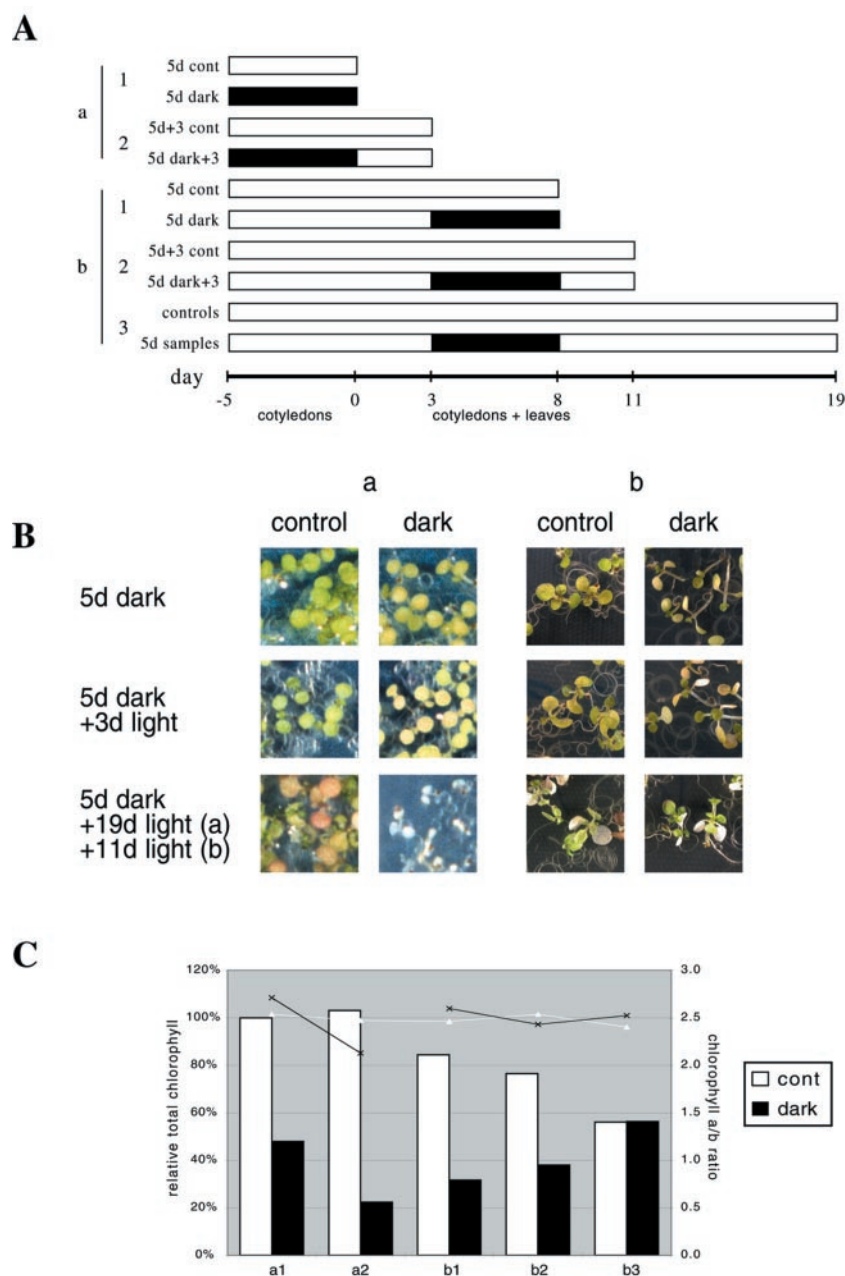 A
a
1
5d cont
5d dark
2
5d+3 cont
5d dark+3
b
1
5d cont
5d dark
2
5d+3 cont
5d dark+3
3
controls
5d samples
day
-5 0 3 8 11 19
cotyledons cotyledons + leaves
B
a b
control dark control dark
5d dark
5d dark
+3d light
5d dark
+19d light (a)
+11d light (b)
C
relative total chlorophyll
120%
100%
80%
60%
40%
20%
0%
3.0
2.5
2.0
1.5
1.0
0.5
0.0
chlorophyll a/b ratio
a1 a2 b1 b2 b3
cont
dark